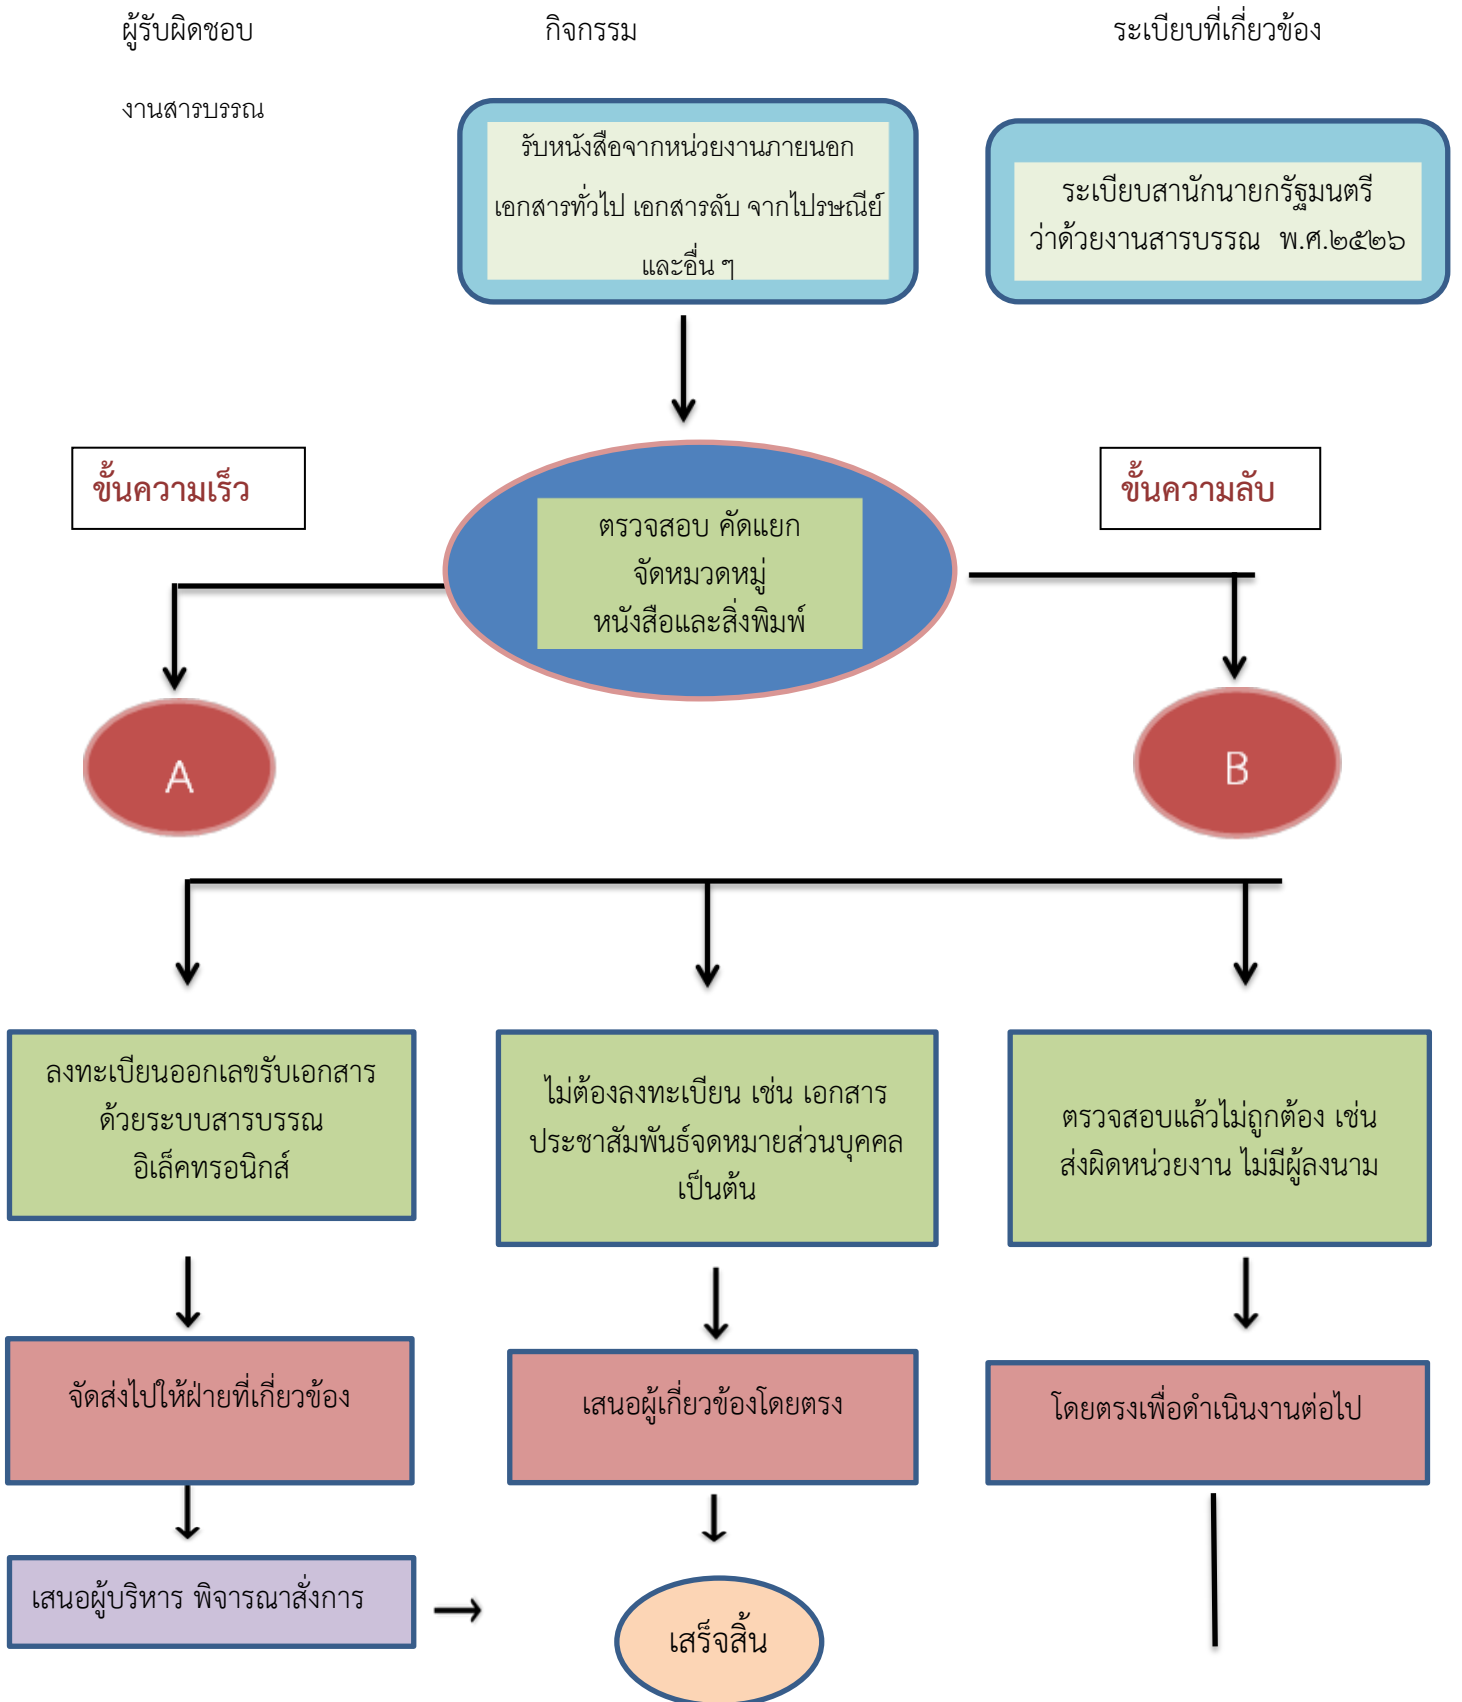 ผู้รับผิดชอบ
กิจกรรม
ระเบียบที่เกี่ยวข้อง
งานสารบรรณ
รับหนังสือจากหน่วยงานภายนอก
เอกสารทั่วไป เอกสารลับ จากไปรษณีย์
และอื่น ๆ
ระเบียบสานักนายกรัฐมนตรี
ว่าด้วยงานสารบรรณ พ.ศ.๒๕๒๖
ขั้นความเร็ว
ขั้นความลับ
ตรวจสอบ คัดแยก
จัดหมวดหมู่
หนังสือและสิ่งพิมพ์
A
B
ลงทะเบียนออกเลขรับเอกสาร
ด้วยระบบสารบรรณ
อิเล็คทรอนิกส์
ไม่ต้องลงทะเบียน เช่น เอกสาร
ประชาสัมพันธ์จดหมายส่วนบุคคล
เป็นต้น
ตรวจสอบแล้วไม่ถูกต้อง เช่น
ส่งผิดหน่วยงาน ไม่มีผู้ลงนาม
จัดส่งไปให้ฝ่ายที่เกี่ยวข้อง
เสนอผู้เกี่ยวข้องโดยตรง
โดยตรงเพื่อดำเนินงานต่อไป
เสนอผู้บริหาร พิจารณาสั่งการ
เสร็จสิ้น